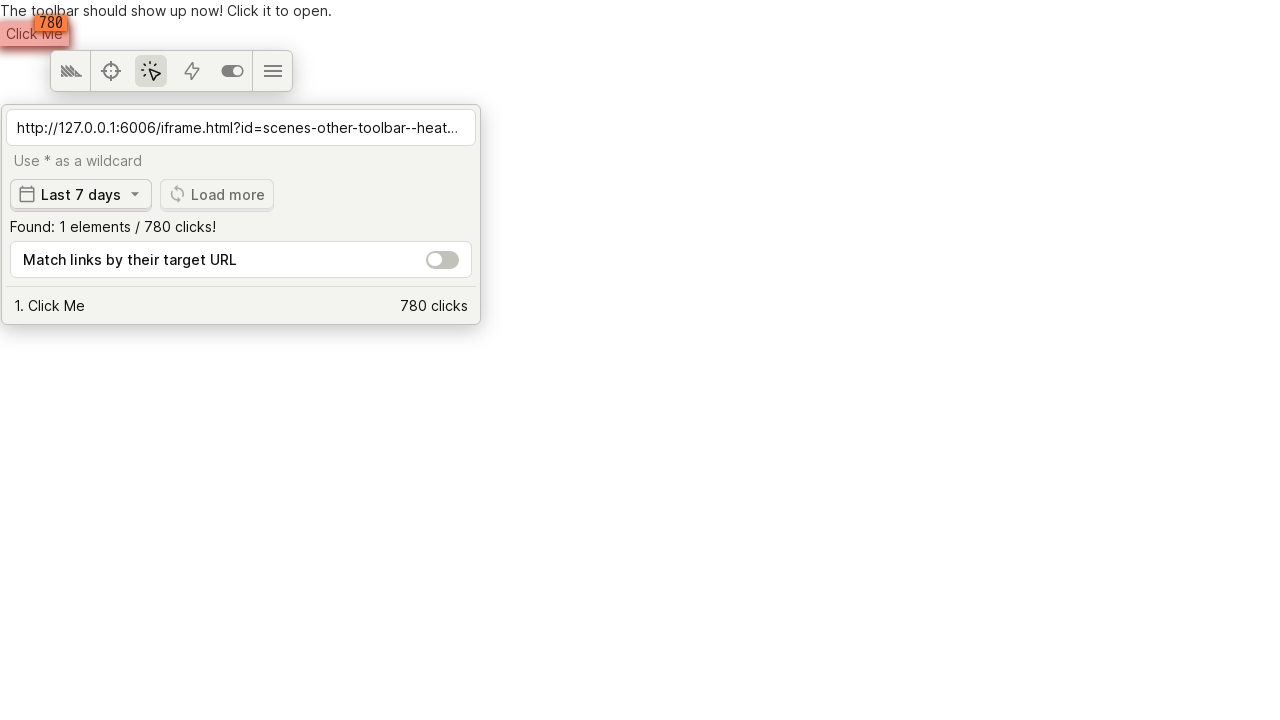 The toolbar should show up now! Click it to open.
780
Click Me
http://127.0.0.1:6006/iframe.html?id=scenes-other-toolbar--heat...
Use * as a wildcard
Last 7 days
Load more
Found: 1 elements / 780 clicks!
Match links by their target URL
1. Click Me 780 clicks